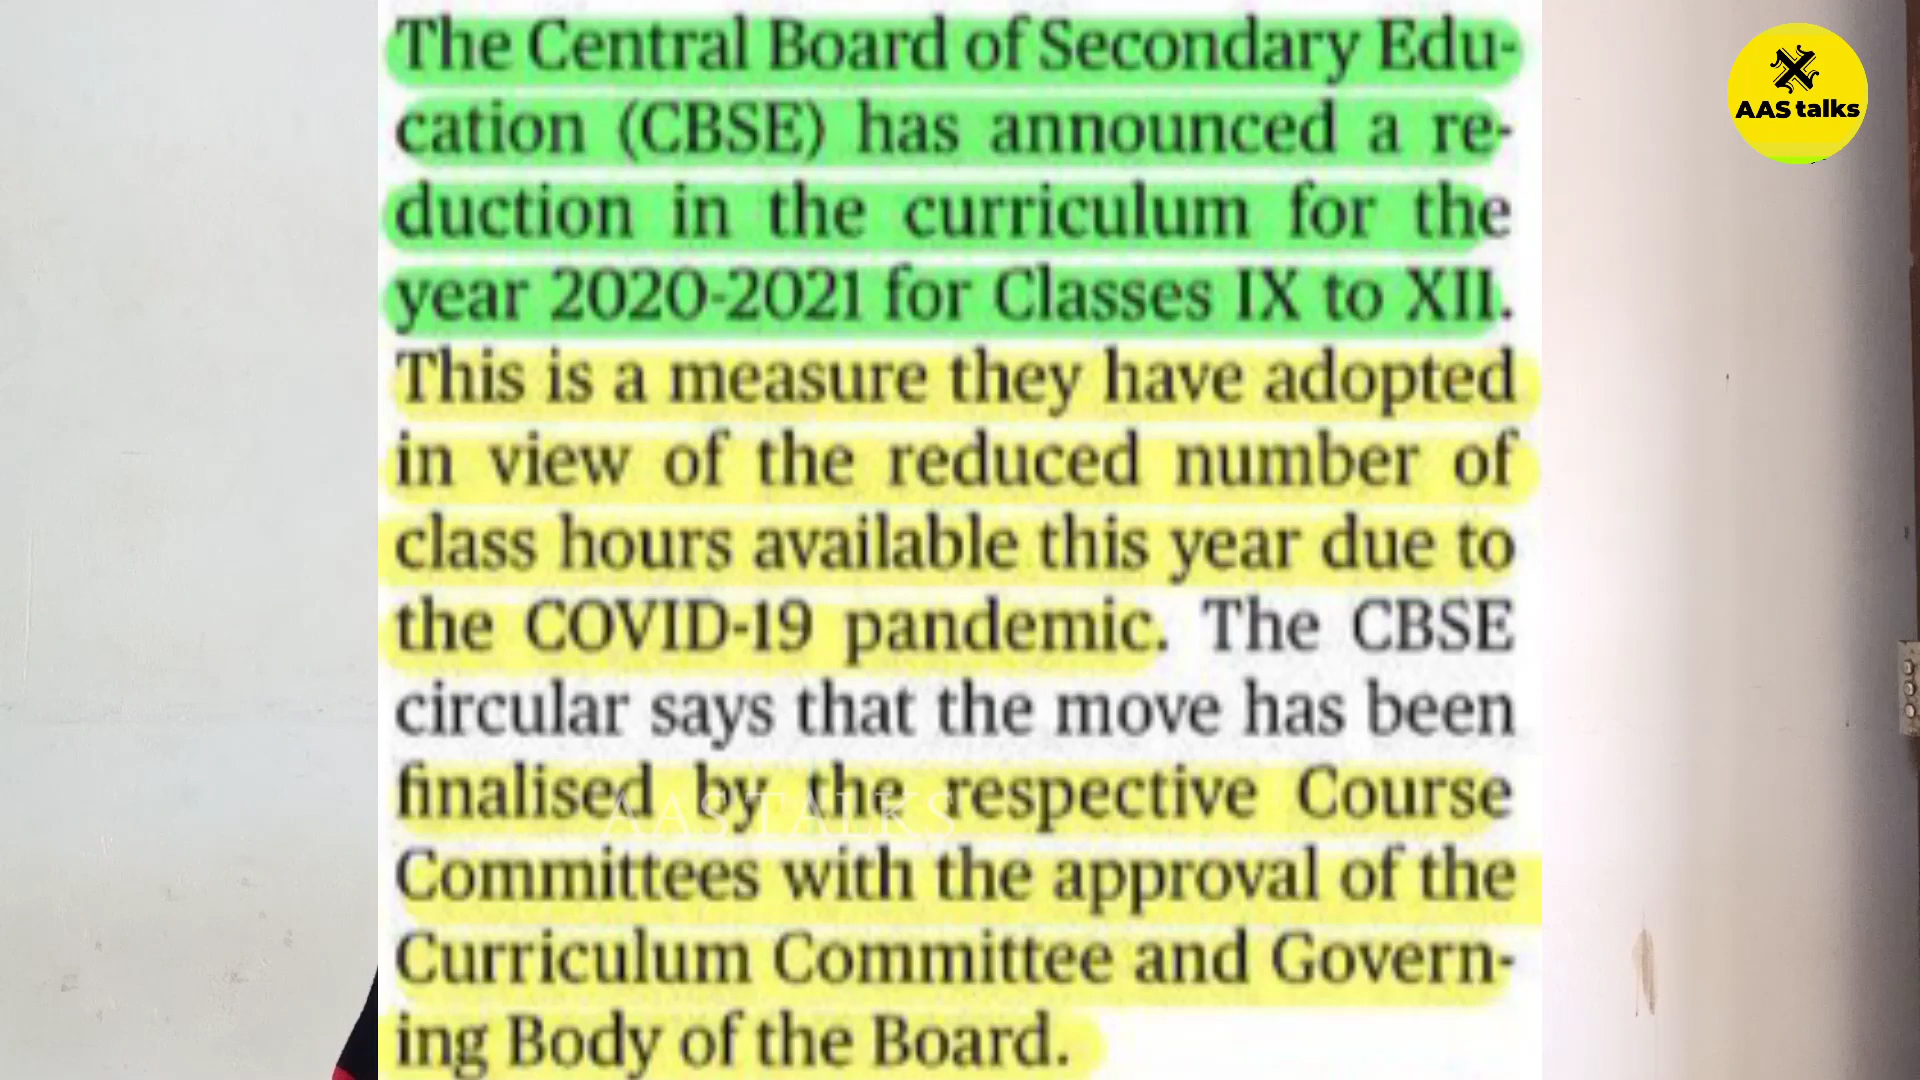 The Central Board of Secondary Edu-
cation (CBSE) has announced a re-
duction in the curriculum for the
year 2020-2021 for Classes IX to XII.
This is a measure they have adopted
in view of the reduced number of
class hours available this year due to
the COVID-19 pandemic. The CBSE
circular says that the move has been
finalised by the respective Course
Committees with the approval of the
Curriculum Committee and Govern-
ing Body of the Board.
AASTALKS
AAS talks